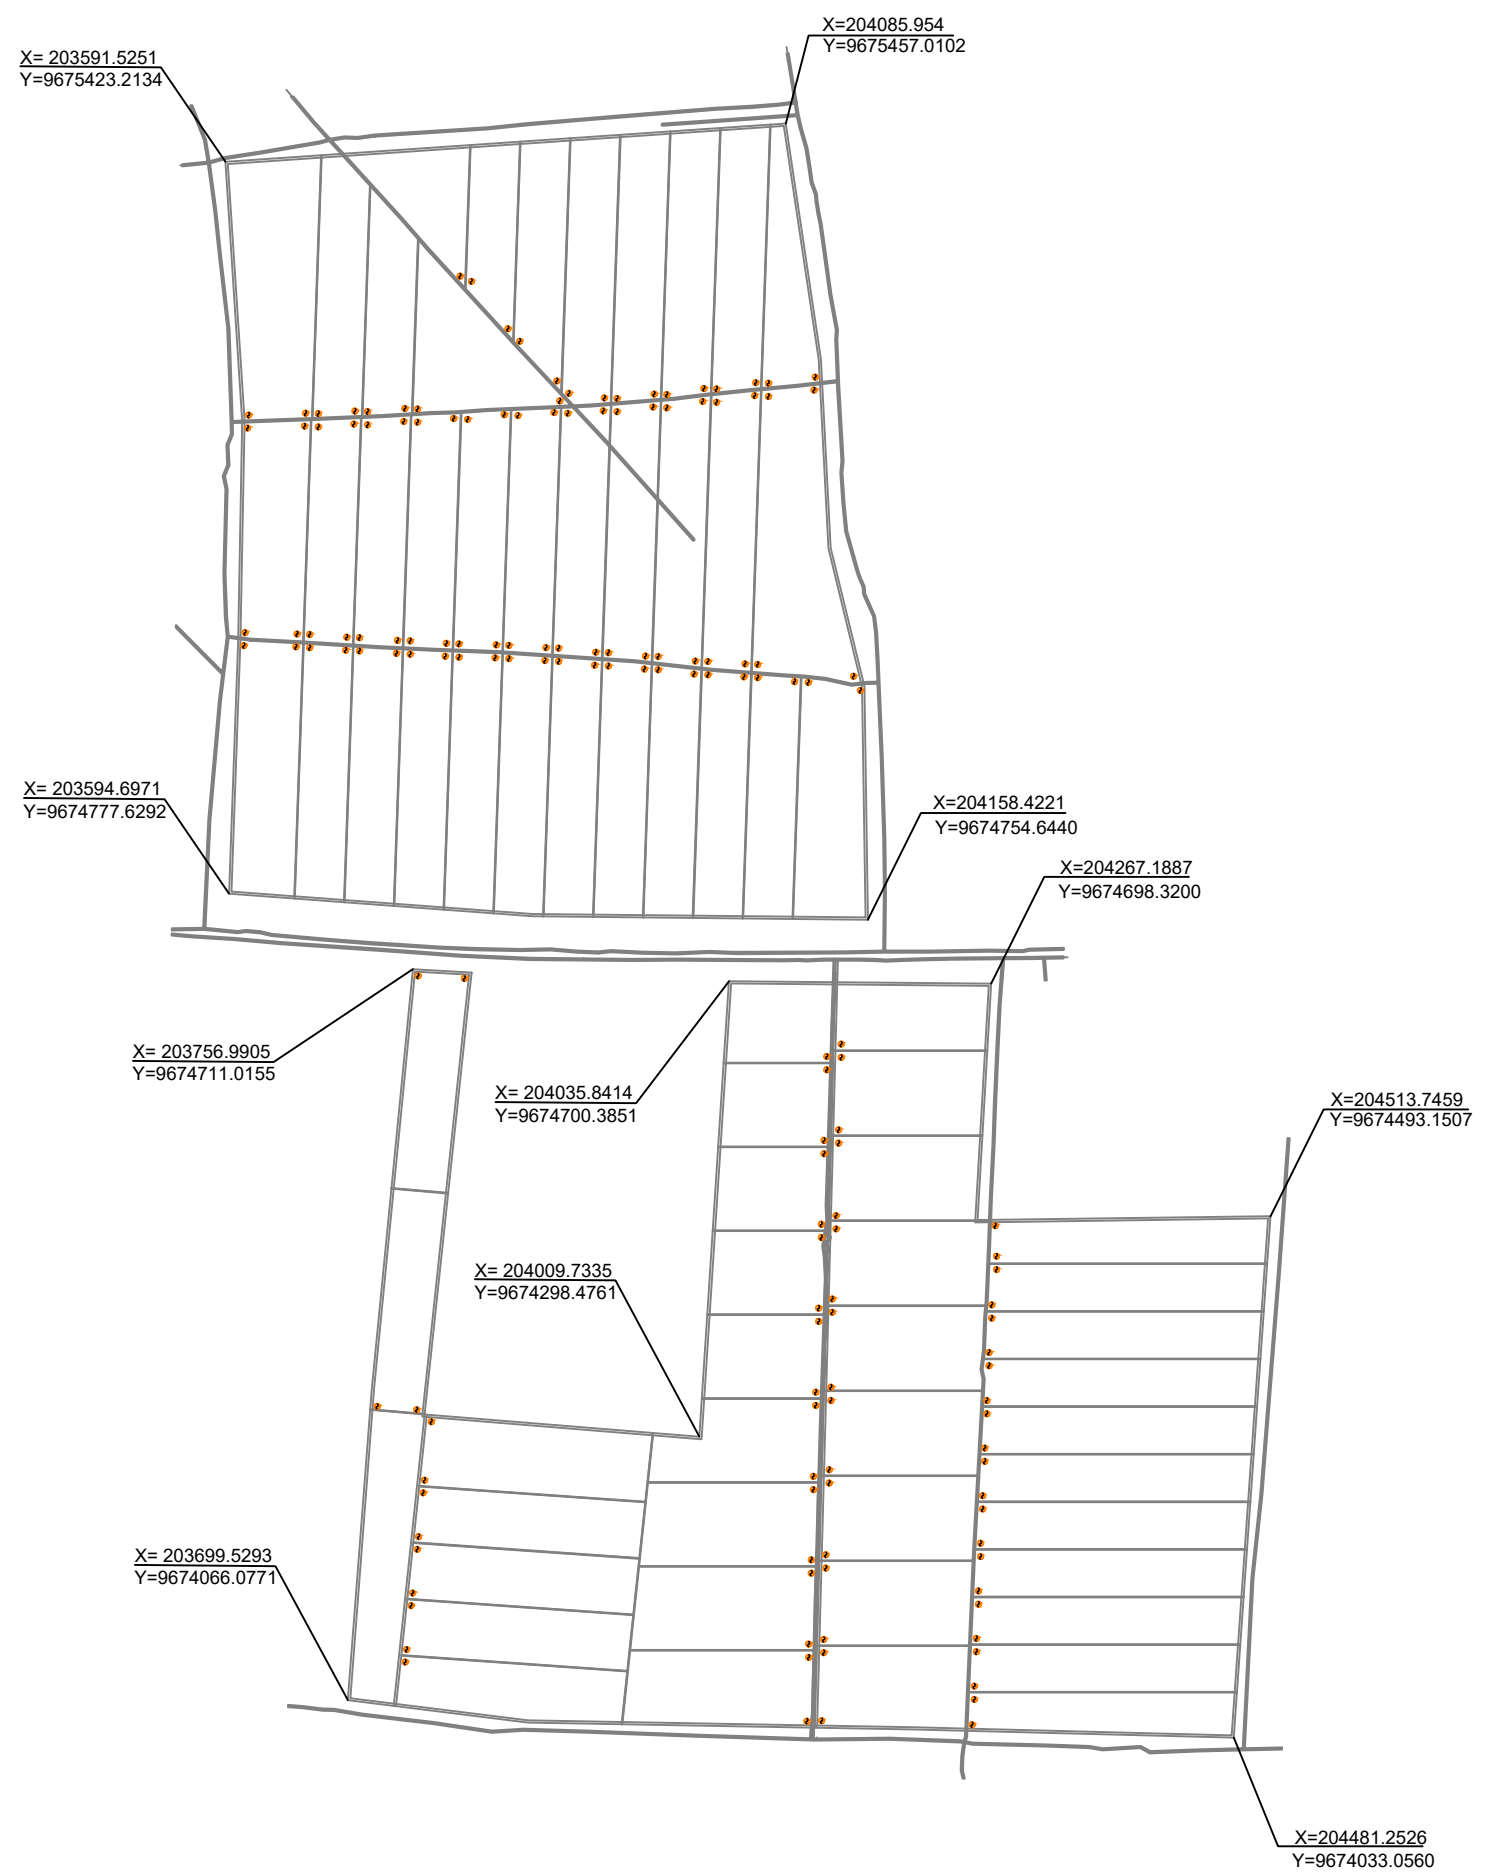 X=204085.954
Y=9675457.0102
X= 203591.5251
Y=9675423.2134
X= 203594.6971
Y=9674777.6292
X=204158.4221
Y=9674754.6440
X=204267.1887
Y=9674698.3200
X= 203756.9905
Y=9674711.0155
X= 204035.8414
Y=9674700.3851
X=204513.7459
Y=9674493.1507
X= 204009.7335
Y=9674298.4761
X= 203699.5293
Y=9674066.0771
X=204481.2526
Y=9674033.0560